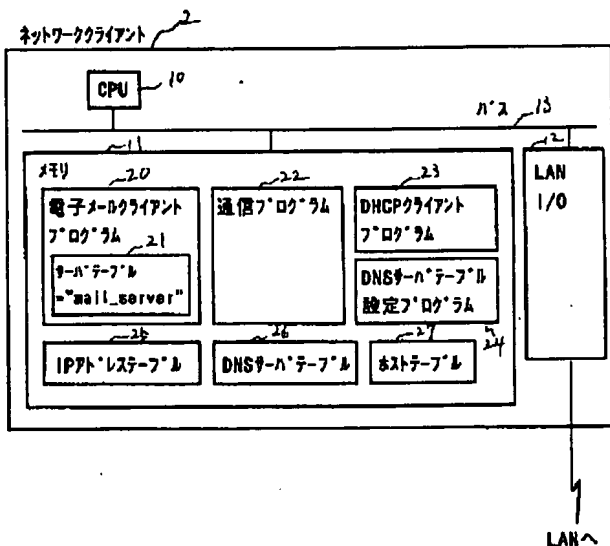 ネットワーククライアント
2
CPU
10
バス 13
11
12
メモリ
LAN
I/O
20
電子メールクライアント
プログラム
21
サーバテーブル
="mail_server"
22
通信プログラム
23
DHCPクライアント
プログラム
DNSサーバテーブル
設定プログラム
24
25
IPアドレステーブル
26
DNSサーバテーブル
27
ホストテーブル
LANへ